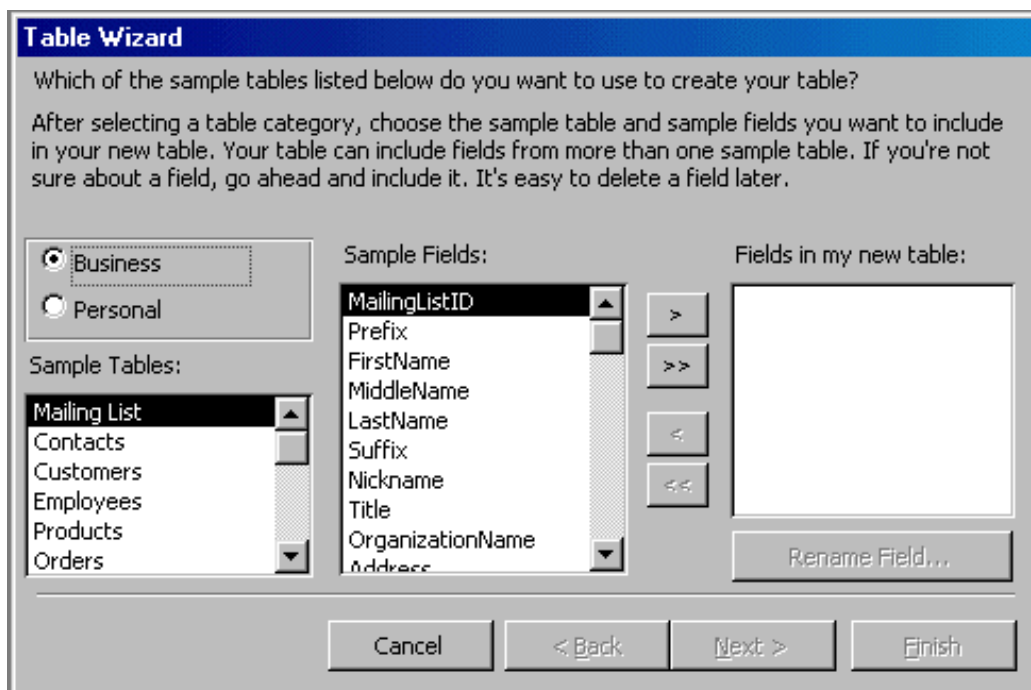 Table Wizard
Which of the sample tables listed below do you want to use to create your table?
After selecting a table category, choose the sample table and sample fields you want to include
in your new table. Your table can include fields from more than one sample table. If you're not
sure about a field, go ahead and include it. It's easy to delete a field later.
Business
Personal
Sample Tables:
Mailing List
Contacts
Customers
Employees
Products
Orders
Sample Fields:
MailingListID
Prefix
FirstName
MiddleName
LastName
Suffix
Nickname
Title
OrganizationName
Address
>
>>
<
<<
Fields in my new table:
Rename Field...
Cancel
< Back
Next >
Finish